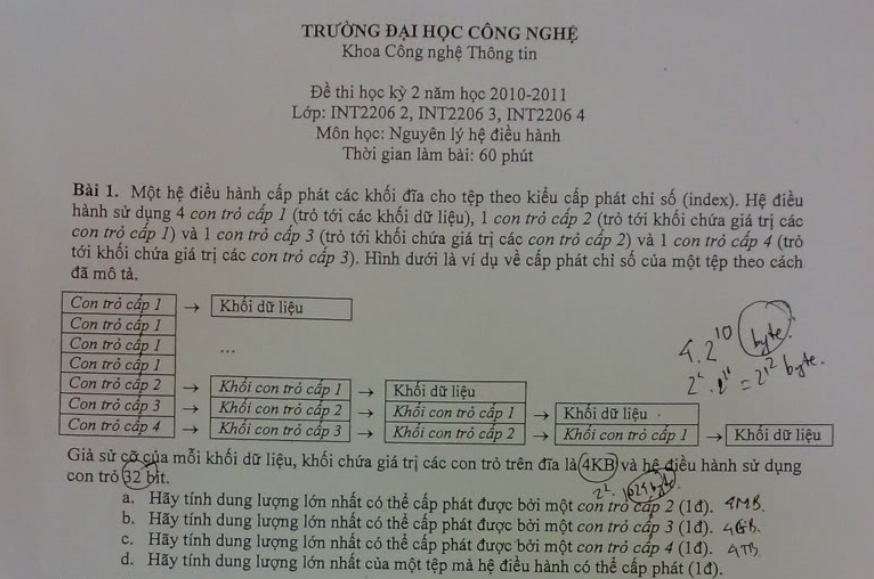 TRƯỜNG ĐẠI HỌC CÔNG NGHỆ
Khoa Công nghệ Thông tin
Đề thi học kỳ 2 năm học 2010-2011
Lớp: INT2206 2, INT2206 3, INT2206 4
Môn học: Nguyên lý hệ điều hành
Thời gian làm bài: 60 phút
Bài 1. Một hệ điều hành cấp phát các khối đĩa cho tệp theo kiểu cấp phát chỉ số (index). Hệ điều
hành sử dụng 4 con trỏ cấp 1 (trỏ tới các khối dữ liệu), 1 con trỏ cấp 2 (trỏ tới khối chứa giá trị các
con trỏ cấp 1) và 1 con trỏ cấp 3 (trỏ tới khối chứa giá trị các con trỏ cấp 2) và 1 con trỏ cấp 4 (trỏ
tới khối chứa giá trị các con trỏ cấp 3). Hình dưới là ví dụ về cấp phát chỉ số của một tệp theo cách
đã mô tả.
Con trỏ cấp 1 → Khối dữ liệu
Con trỏ cấp 1
Con trỏ cấp 1 ...
Con trỏ cấp 1
Con trỏ cấp 2 → Khối con trỏ cấp 1 → Khối dữ liệu
Con trỏ cấp 3 → Khối con trỏ cấp 2 → Khối con trỏ cấp 1 → Khối dữ liệu
Con trỏ cấp 4 → Khối con trỏ cấp 3 → Khối con trỏ cấp 2 → Khối con trỏ cấp 1 → Khối dữ liệu
4.2^10 byte
= 2^12 byte.
Giả sử cỡ của mỗi khối dữ liệu, khối chứa giá trị các con trỏ trên đĩa là 4KB và hệ điều hành sử dụng
con trỏ 32 bit.
a. Hãy tính dung lượng lớn nhất có thể cấp phát được bởi một con trỏ cấp 2 (1đ). 4MB.
b. Hãy tính dung lượng lớn nhất có thể cấp phát được bởi một con trỏ cấp 3 (1đ). 4GB.
c. Hãy tính dung lượng lớn nhất có thể cấp phát được bởi một con trỏ cấp 4 (1đ). 4TB
d. Hãy tính dung lượng lớn nhất của một tệp mà hệ điều hành có thể cấp phát (1đ).